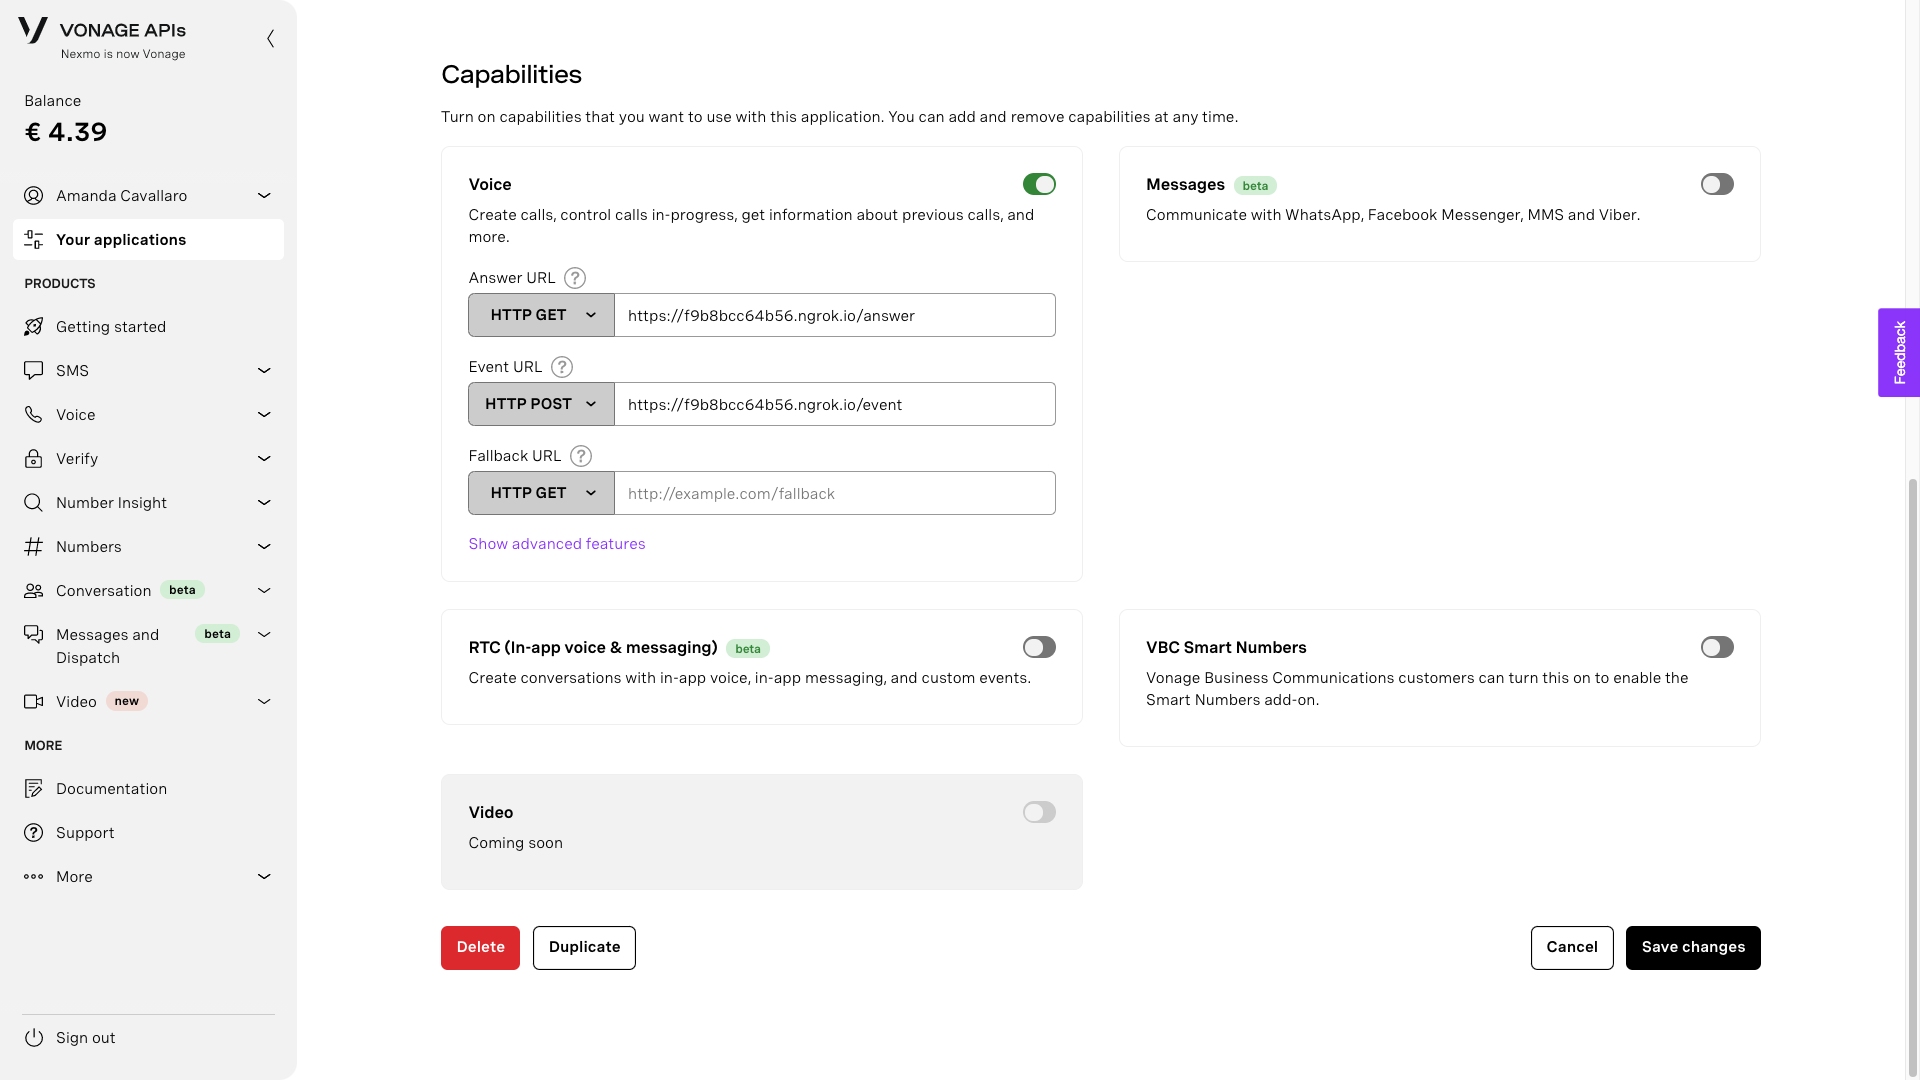 VONAGE APIs
Nexmo is now Vonage
Balance
€ 4.39
Amanda Cavallaro
Your applications
PRODUCTS
Getting started
SMS
Voice
Verify
Number Insight
Numbers
Conversation beta
Messages and beta
Dispatch
Video new
MORE
Documentation
Support
More
Sign out
Capabilities
Turn on capabilities that you want to use with this application. You can add and remove capabilities at any time.
Voice
Create calls, control calls in-progress, get information about previous calls, and
more.
Answer URL ?
HTTP GET https://f9b8bcc64b56.ngrok.io/answer
Event URL ?
HTTP POST https://f9b8bcc64b56.ngrok.io/event
Fallback URL ?
HTTP GET http://example.com/fallback
Show advanced features
Messages beta
Communicate with WhatsApp, Facebook Messenger, MMS and Viber.
RTC (In-app voice & messaging) beta
Create conversations with in-app voice, in-app messaging, and custom events.
VBC Smart Numbers
Vonage Business Communications customers can turn this on to enable the
Smart Numbers add-on.
Video
Coming soon
Delete
Duplicate
Cancel
Save changes
Feedback